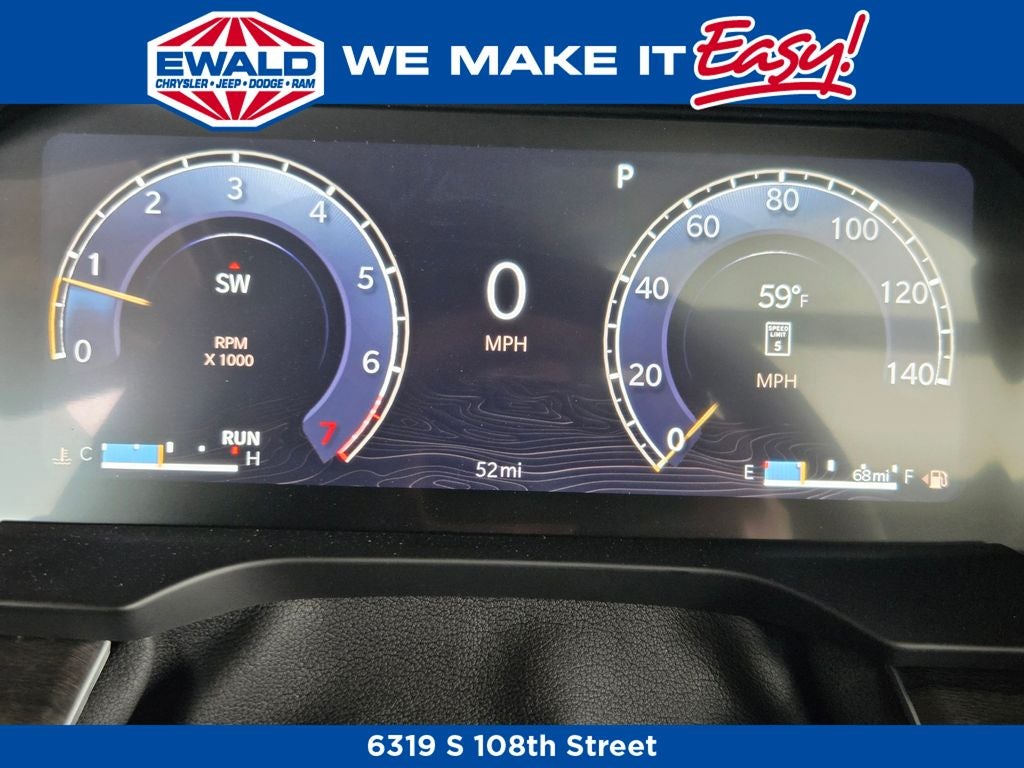 EWALD
CHRYSLER • JEEP • DODGE • RAM
WE MAKE IT Easy!
P
0 1 2 3 4 5 6 7
SW
RPM
X 1000
RUN
C H
0
MPH
52mi
0 20 40 60 80 100 120 140
59°F
SPEED
LIMIT
5
MPH
E 68mi F
6319 S 108th Street